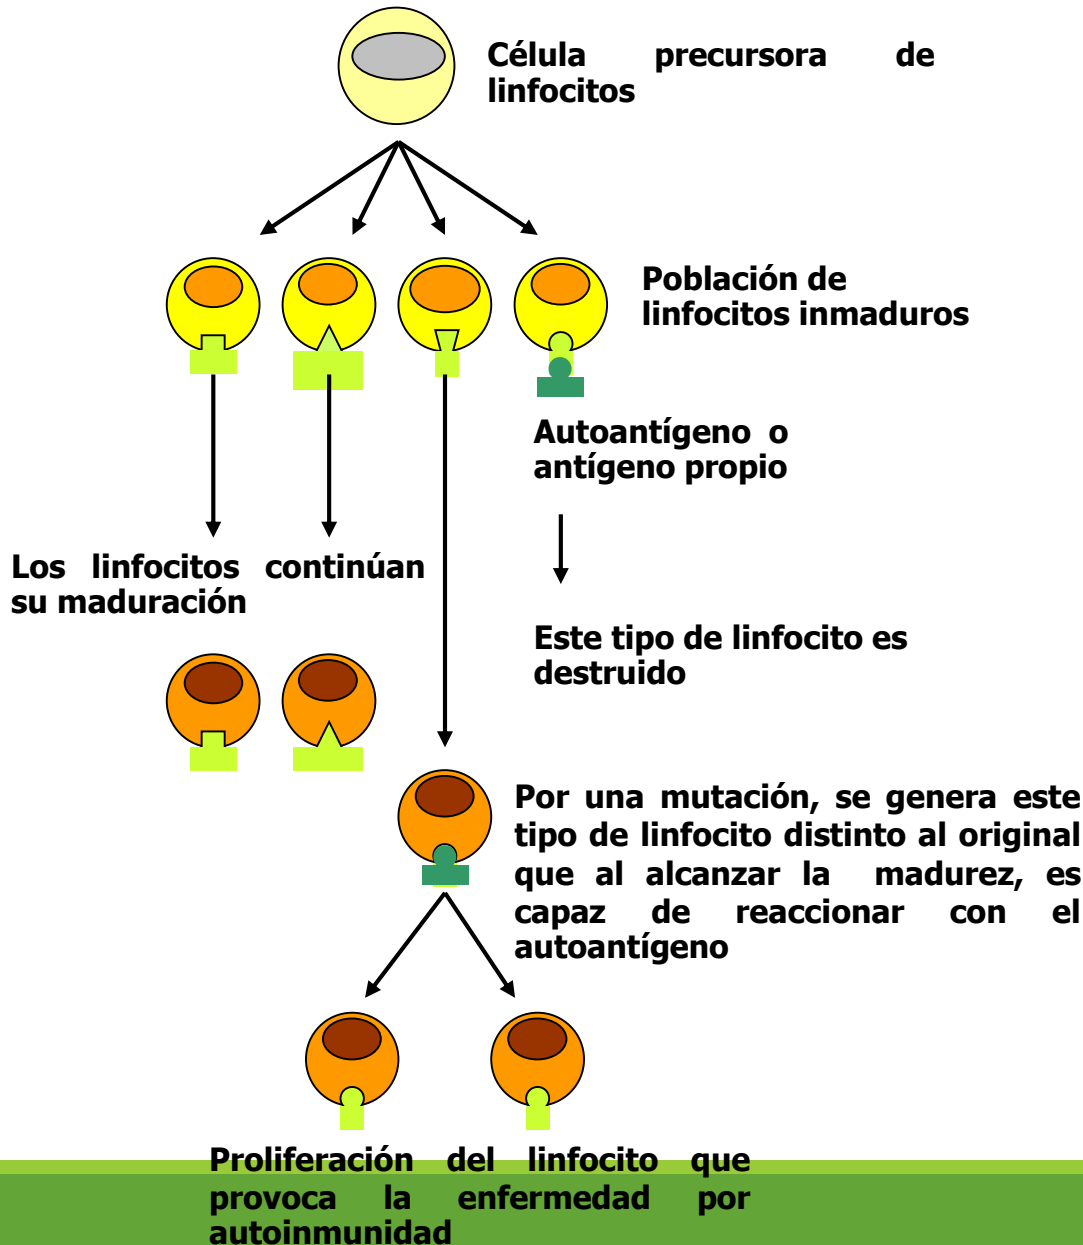 Célula precursora de
linfocitos
Población de
linfocitos inmaduros
Autoantígeno o
antígeno propio
Los linfocitos continúan
su maduración
Este tipo de linfocito es
destruido
Por una mutación, se genera este
tipo de linfocito distinto al original
que al alcanzar la madurez, es
capaz de reaccionar con el
autoantígeno
Proliferación del linfocito que
provoca la enfermedad por
autoinmunidad